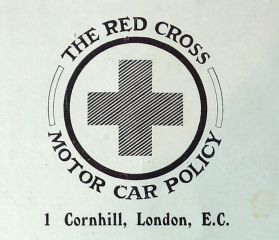 THE RED CROSS
MOTOR CAR POLICY
1 Cornhill, London, E.C.